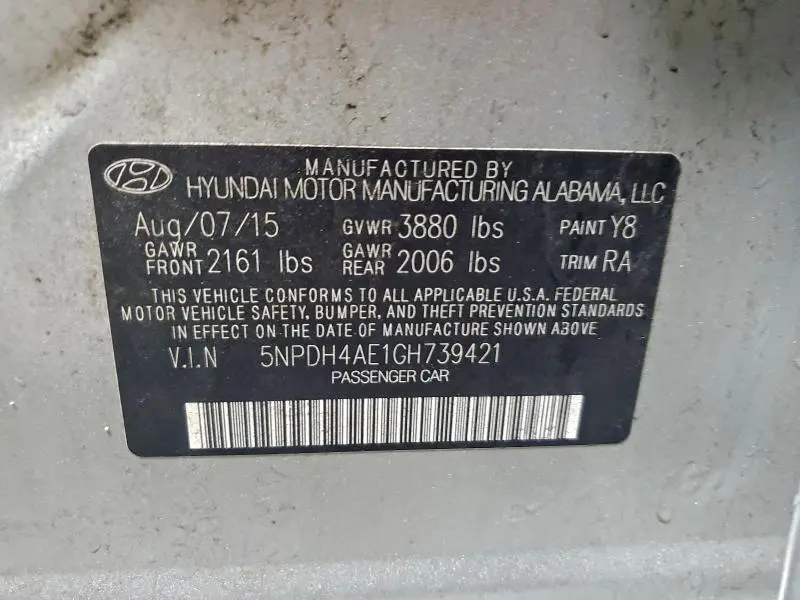 MANUFACTURED BY
HYUNDAI MOTOR MANUFACTURING ALABAMA, LLC
Aug/07/15 GVWR 3880 lbs PAINT Y8
GAWR FRONT 2161 lbs GAWR REAR 2006 lbs TRIM RA
THIS VEHICLE CONFORMS TO ALL APPLICABLE U.S.A. FEDERAL
MOTOR VEHICLE SAFETY, BUMPER, AND THEFT PREVENTION STANDARDS
IN EFFECT ON THE DATE OF MANUFACTURE SHOWN ABOVE
V.I.N 5NPDH4AE1GH739421
PASSENGER CAR